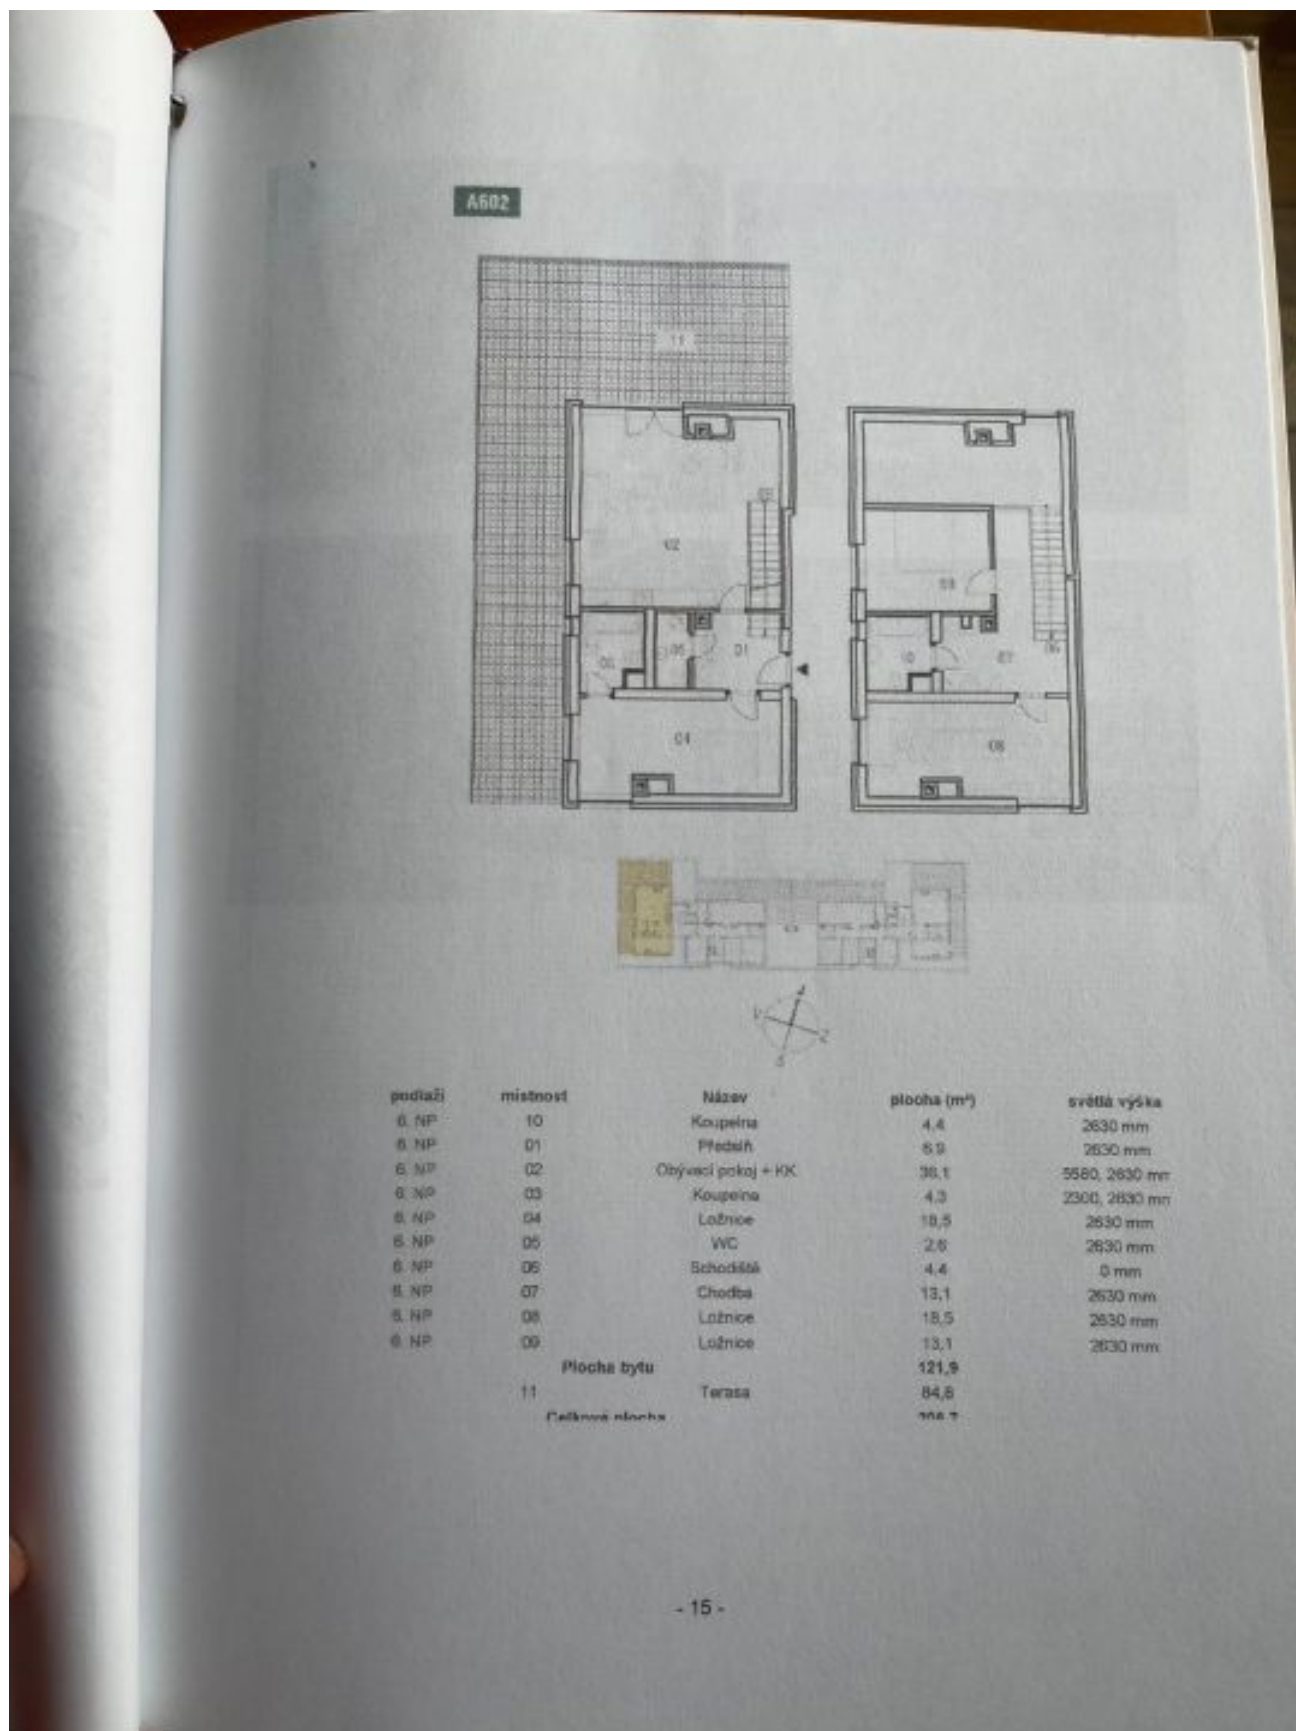 A602
11
02
09
03
05
01
10
07
06
04
08
J
V
Z
S
podlaží místnost Název plocha (m²) světlá výška
6. NP 10 Koupelna 4,4 2630 mm
6. NP 01 Předsíň 6,9 2630 mm
6. NP 02 Obývací pokoj + KK 36,1 5580, 2630 mm
6. NP 03 Koupelna 4,3 2300, 2630 mm
6. NP 04 Ložnice 18,5 2630 mm
6. NP 05 WC 2,6 2630 mm
6. NP 06 Schodiště 4,4 0 mm
6. NP 07 Chodba 13,1 2630 mm
6. NP 08 Ložnice 18,5 2630 mm
6. NP 09 Ložnice 13,1 2630 mm
Plocha bytu 121,9
11 Terasa 84,8
Celková plocha 206,7
- 15 -